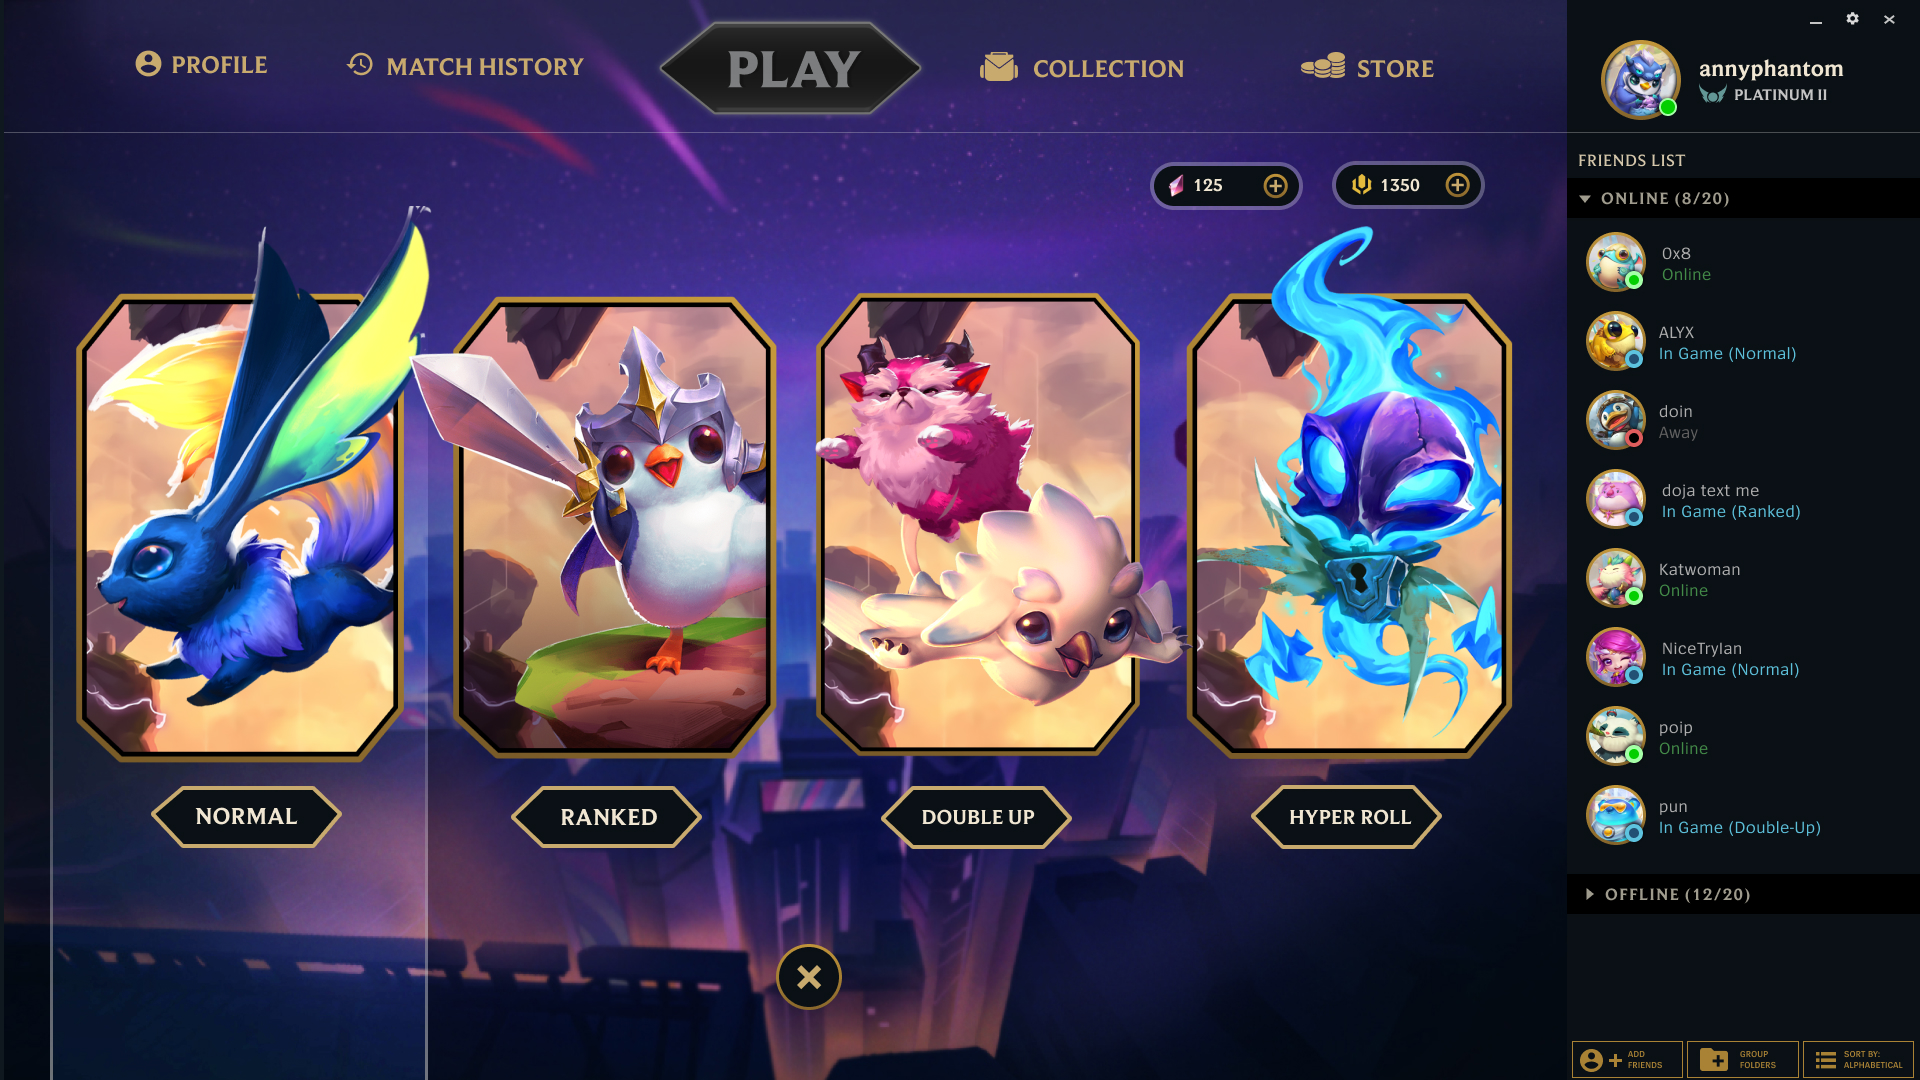 PROFILE
MATCH HISTORY
PLAY
COLLECTION
STORE
annyphantom
PLATINUM II
125
1350
FRIENDS LIST
ONLINE (8/20)
0x8
Online
ALYX
In Game (Normal)
doin
Away
doja text me
In Game (Ranked)
Katwoman
Online
NiceTryIan
In Game (Normal)
poip
Online
pun
In Game (Double-Up)
NORMAL
RANKED
DOUBLE UP
HYPER ROLL
OFFLINE (12/20)
ADD
FRIENDS
GROUP
FOLDERS
SORT BY:
ALPHABETICAL